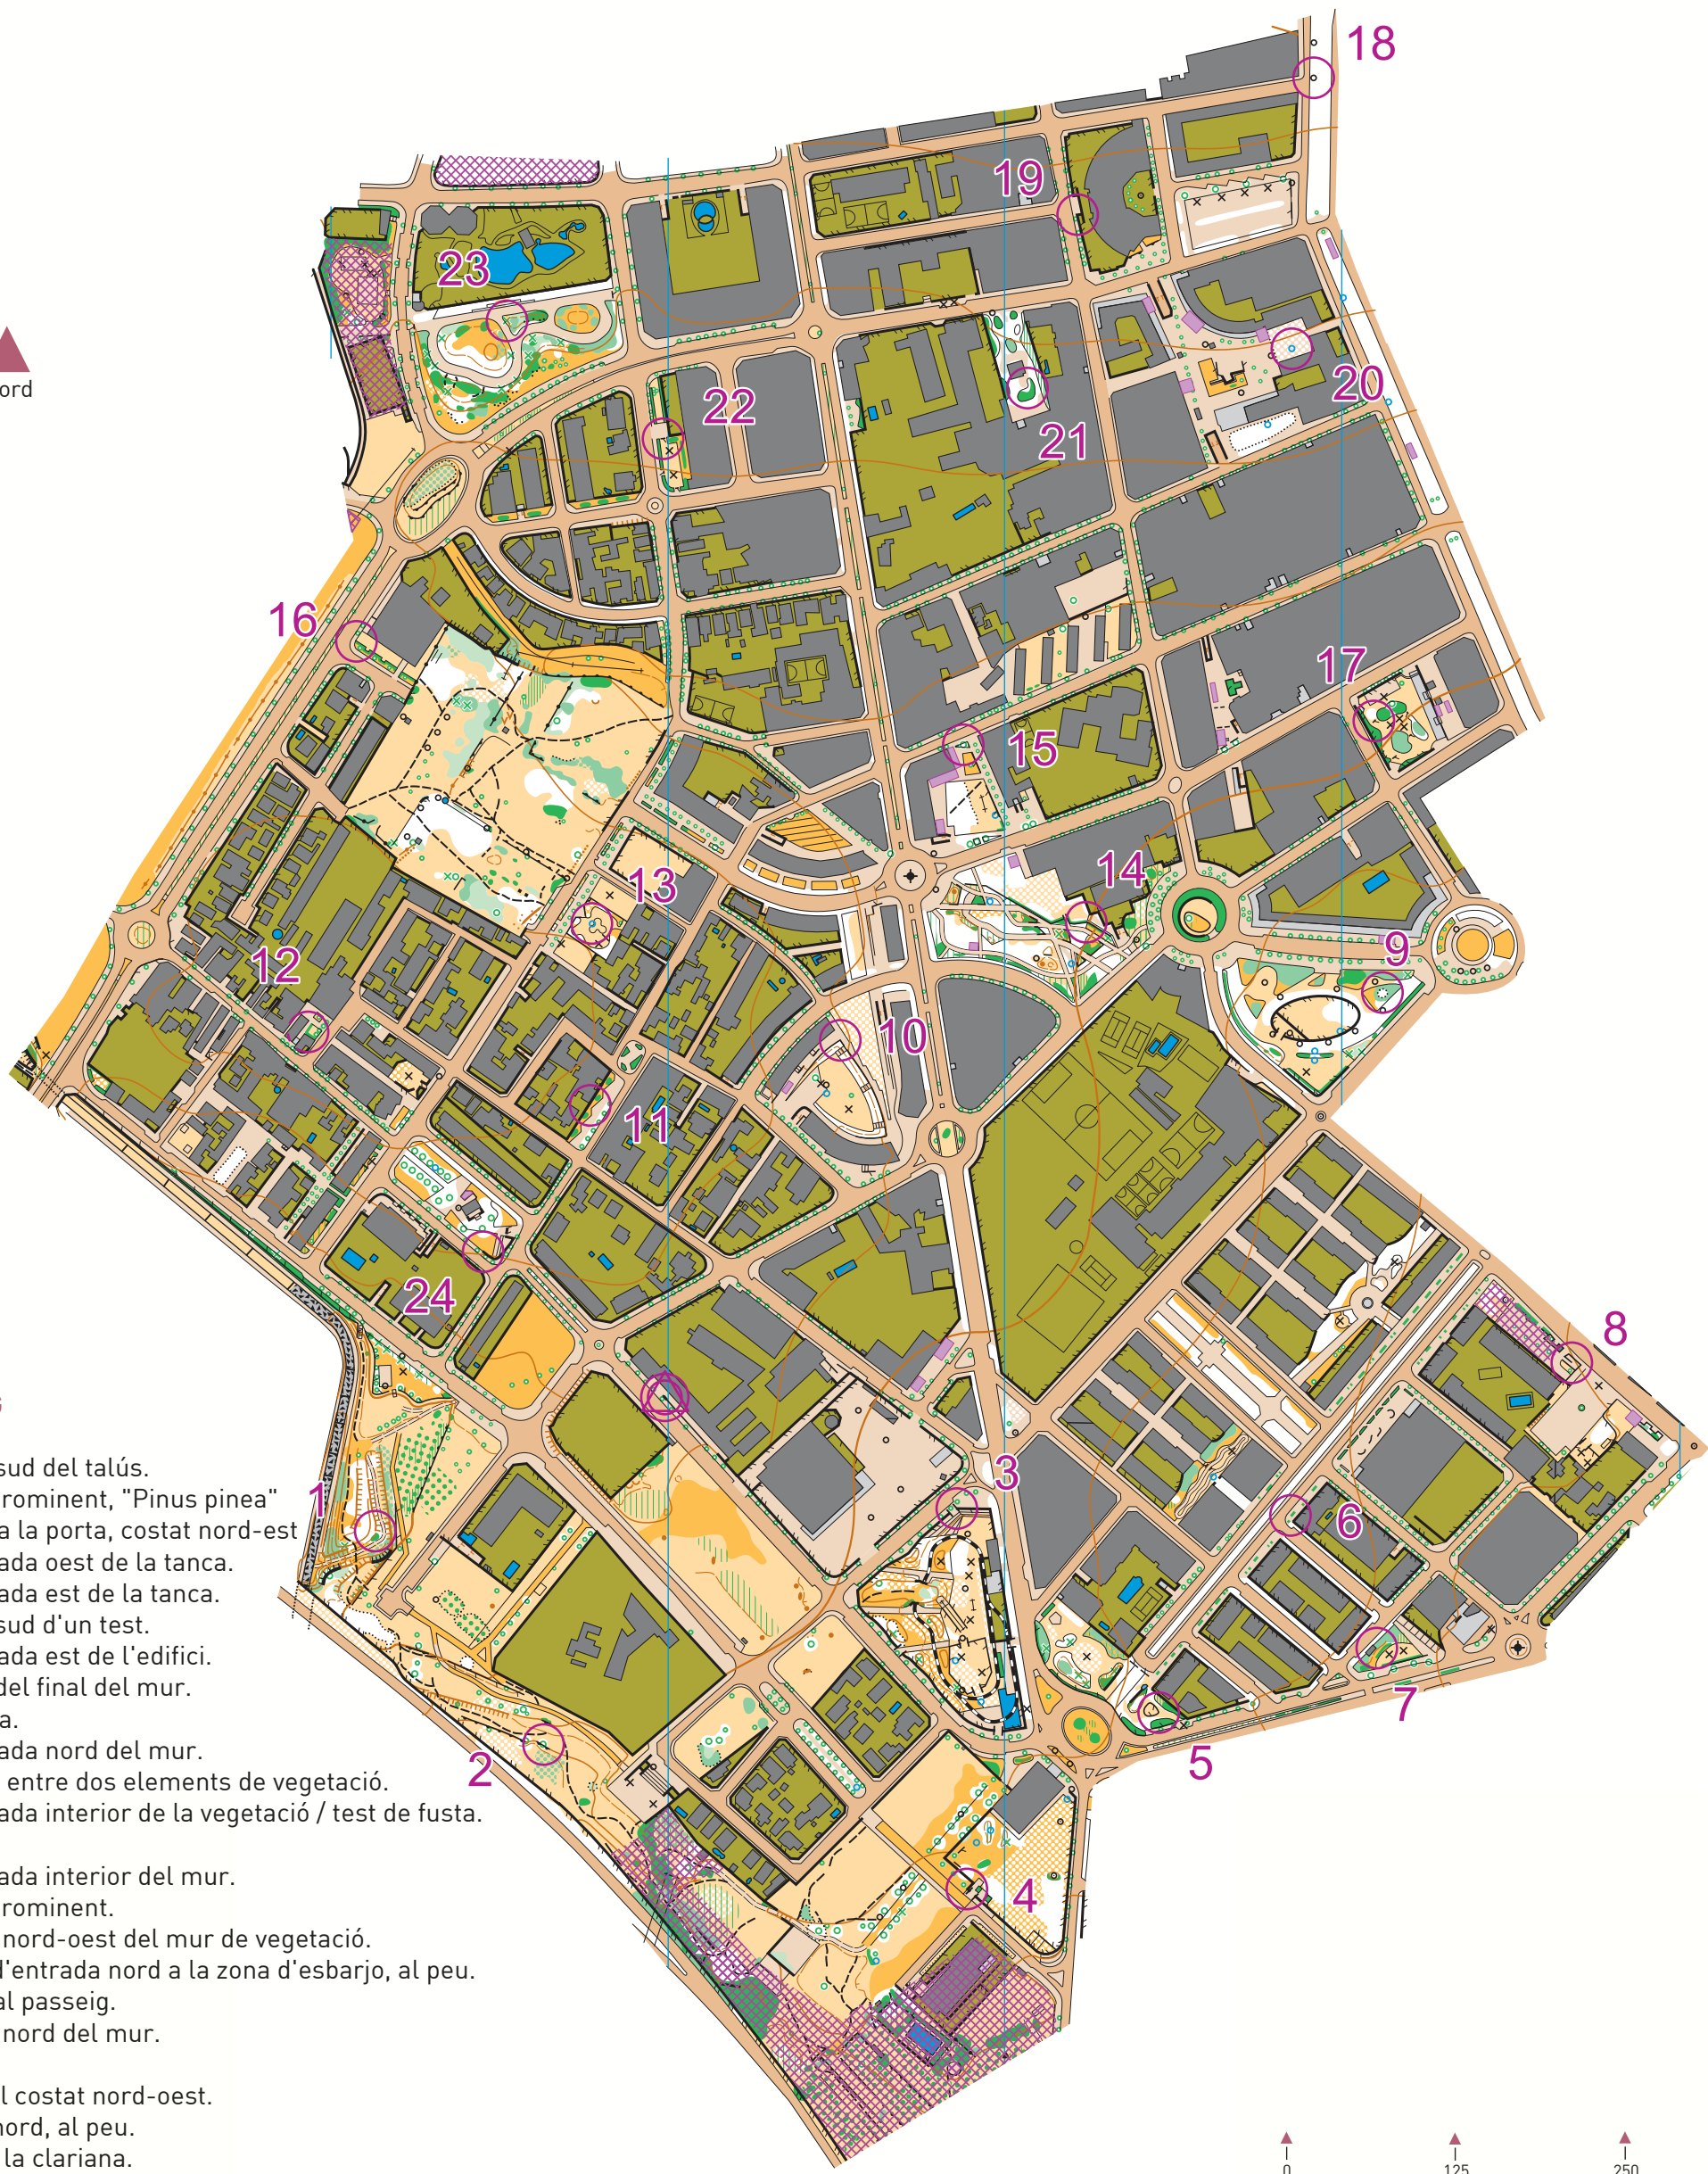 18
19
23
20
22
21
ord
16
17
15
13
14
12
9
10
11
24
8
sud del talús.
3
rominent, "Pinus pinea"
1
a la porta, costat nord-est
6
ada oest de la tanca.
ada est de la tanca.
sud d'un test.
ada est de l'edifici.
del final del mur.
7
a.
ada nord del mur.
2
5
entre dos elements de vegetació.
ada interior de la vegetació / test de fusta.
ada interior del mur.
4
rominent.
nord-oest del mur de vegetació.
d'entrada nord a la zona d'esbarjo, al peu.
al passeig.
nord del mur.
l costat nord-oest.
nord, al peu.
la clariana.
0 125 250